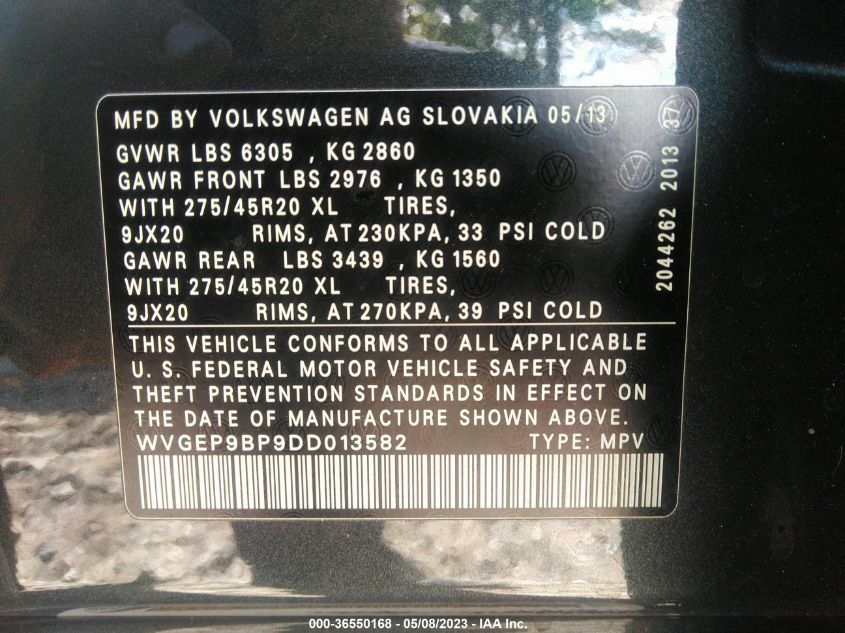 MFD BY VOLKSWAGEN AG SLOVAKIA 05/13
GVWR LBS 6305 , KG 2860
GAWR FRONT LBS 2976 , KG 1350
WITH 275/45R20 XL TIRES,
9JX20 RIMS, AT 230KPA, 33 PSI COLD
GAWR REAR LBS 3439 , KG 1560
WITH 275/45R20 XL TIRES,
9JX20 RIMS, AT 270KPA, 39 PSI COLD
2044262 2013 37
THIS VEHICLE CONFORMS TO ALL APPLICABLE
U. S. FEDERAL MOTOR VEHICLE SAFETY AND
THEFT PREVENTION STANDARDS IN EFFECT ON
THE DATE OF MANUFACTURE SHOWN ABOVE.
WVGEP9BP9DD013582 TYPE: MPV
000-36550168 - 05/08/2023 - IAA Inc.